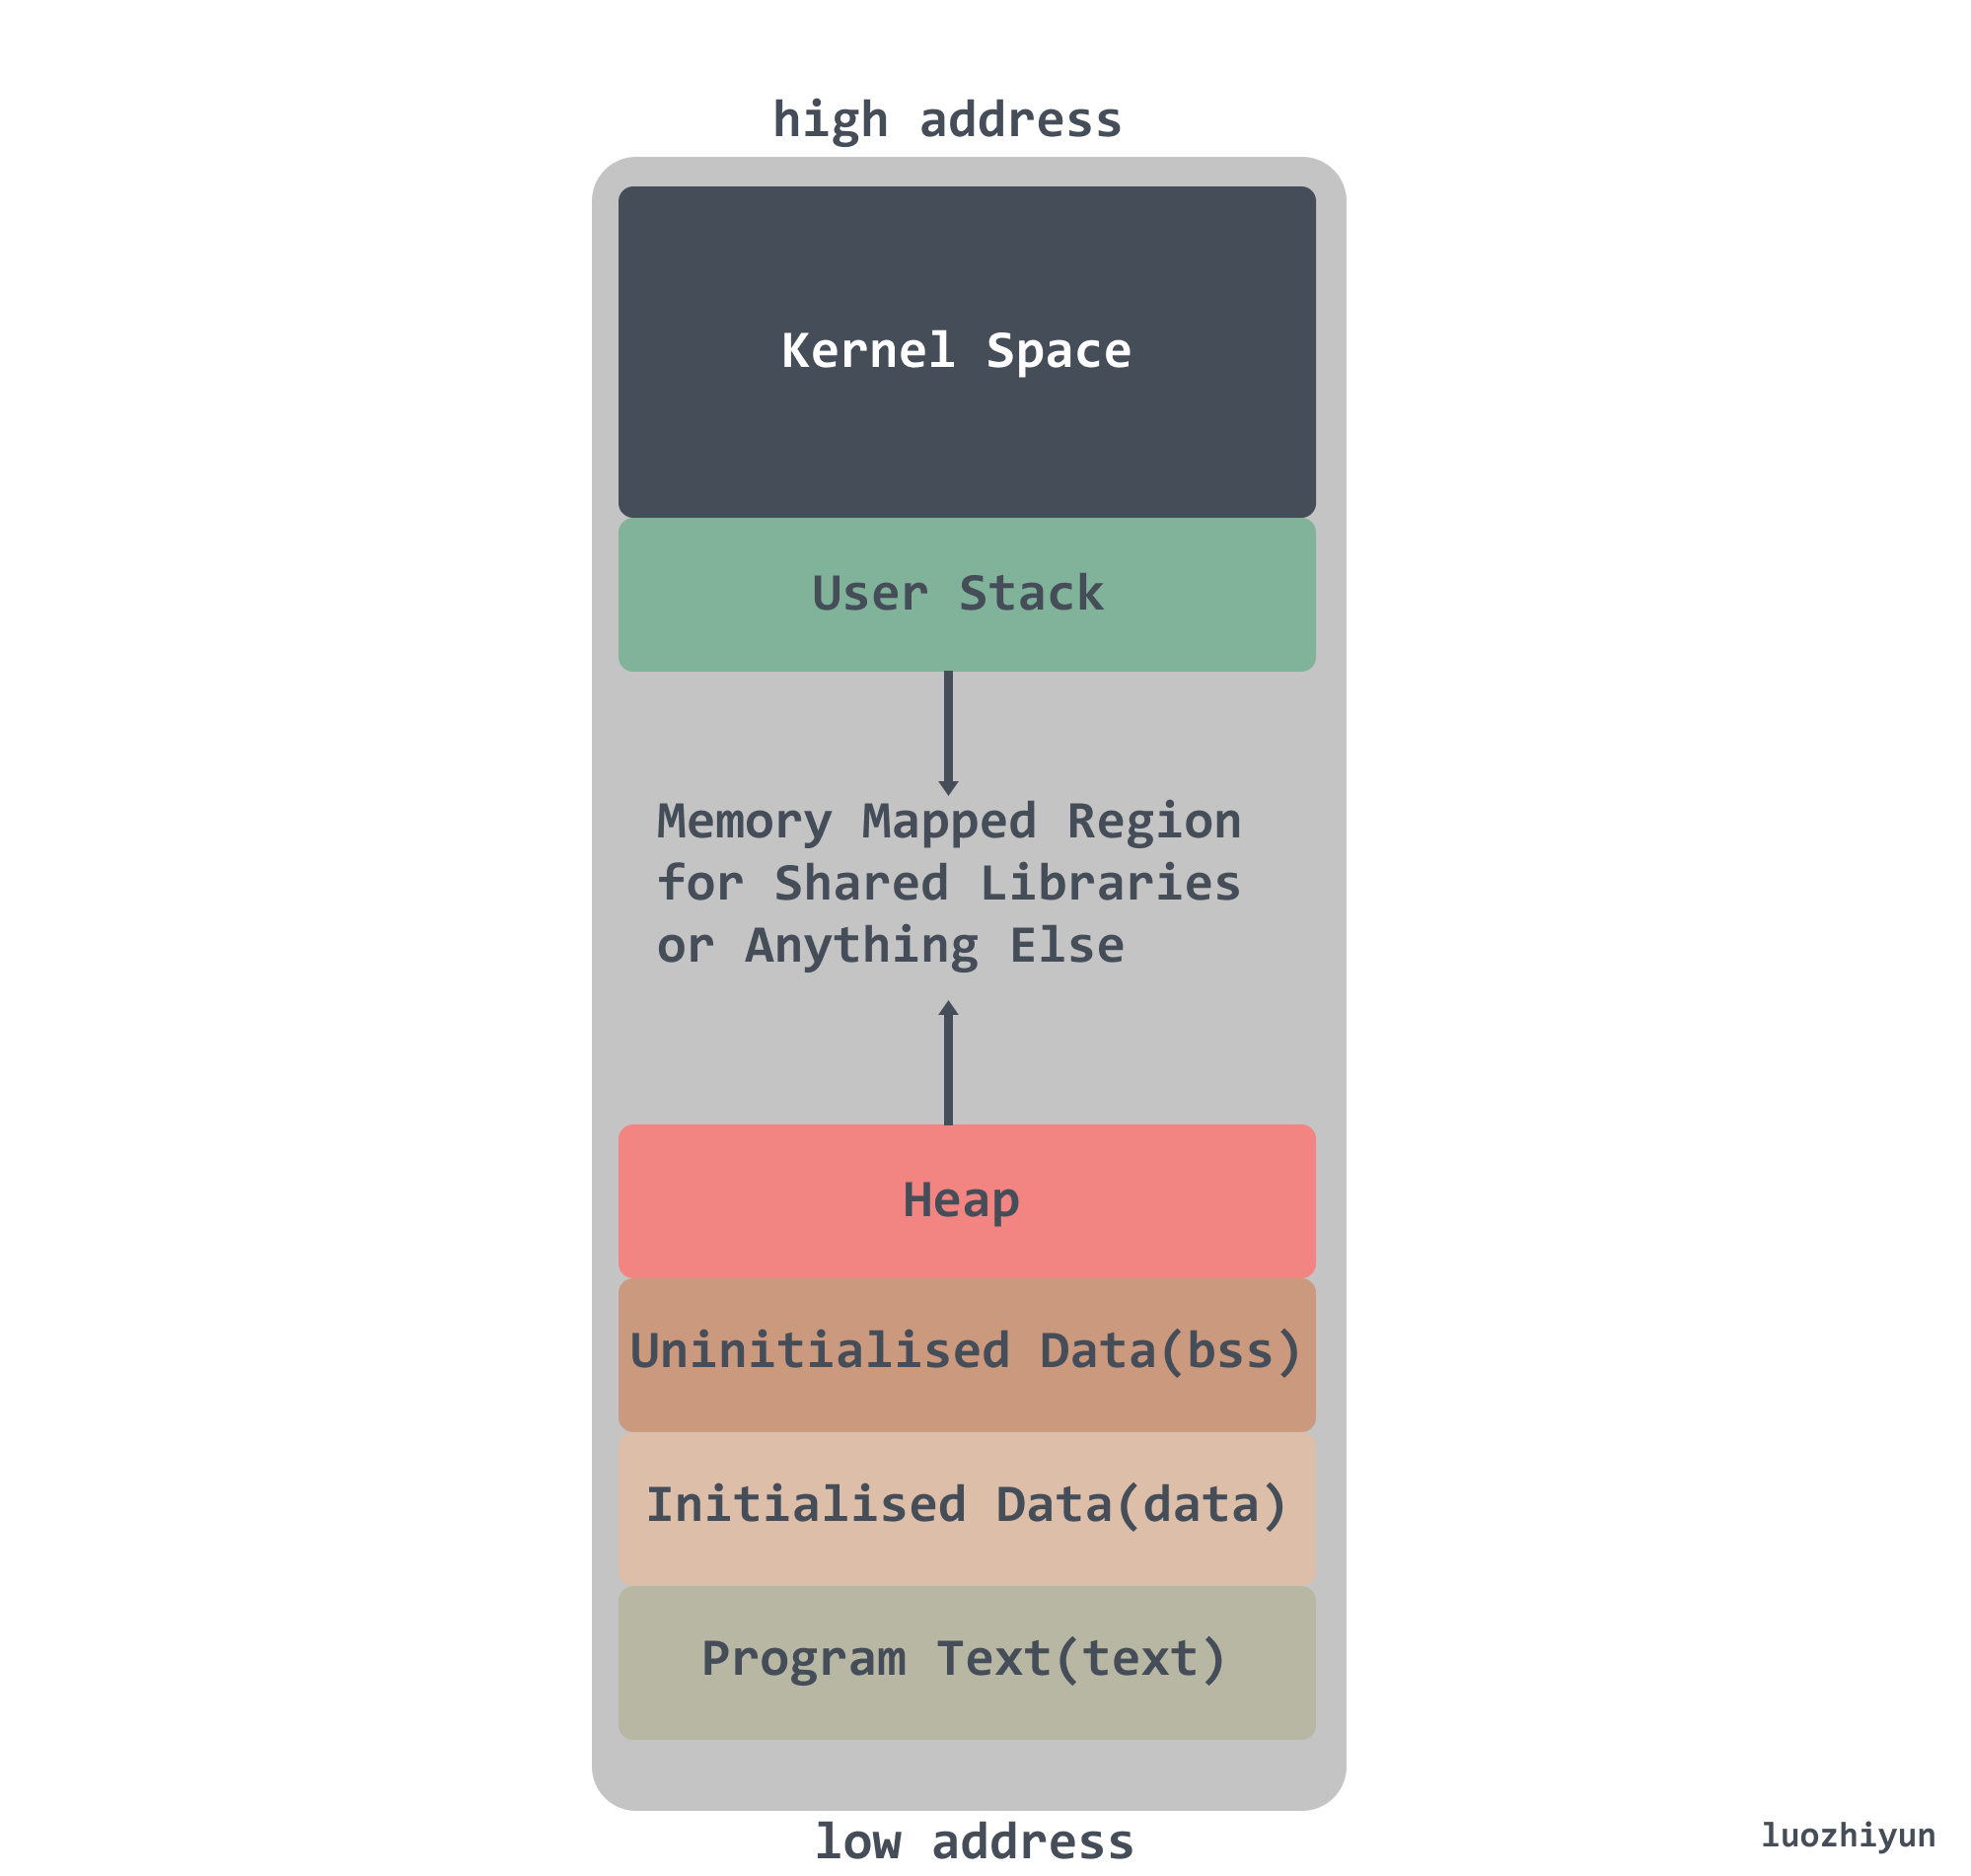 high address
Kernel Space
User Stack
Memory Mapped Region
for Shared Libraries
or Anything Else
Heap
Uninitialised Data(bss)
Initialised Data(data)
Program Text(text)
low address
luozhiyun